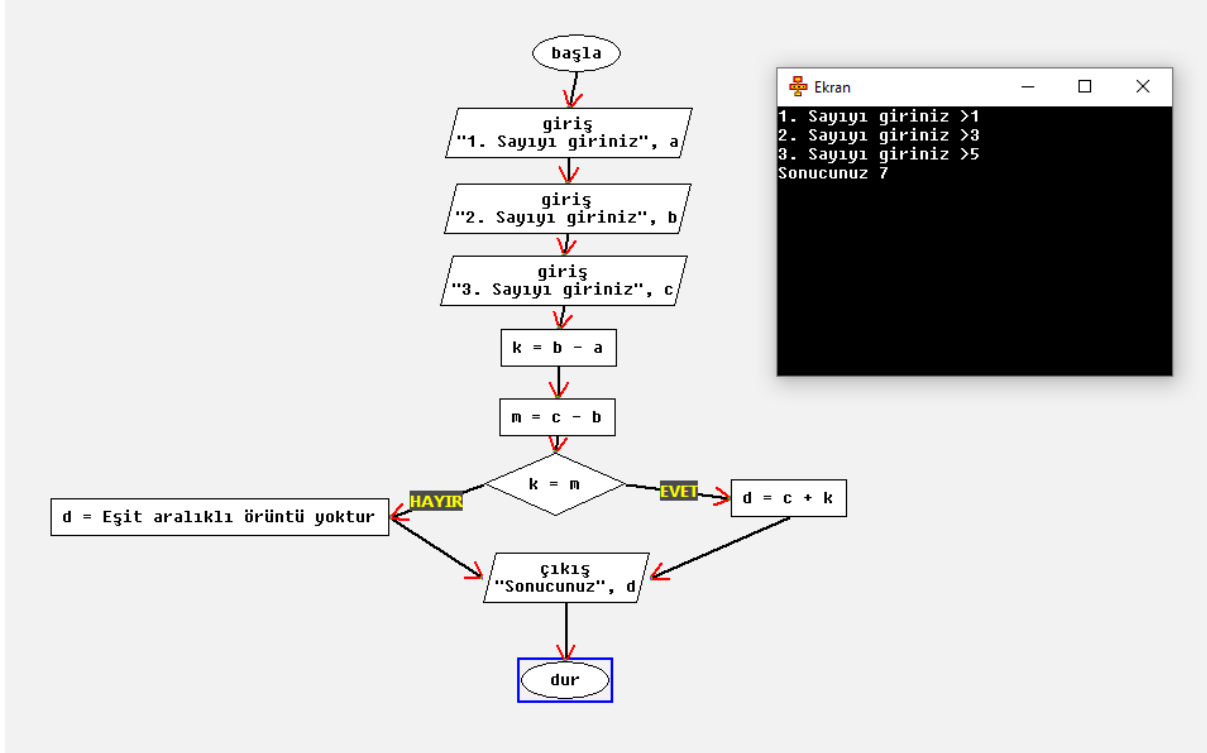 başla
giriş
"1. Sayıyı giriniz", a
giriş
"2. Sayıyı giriniz", b
giriş
"3. Sayıyı giriniz", c
k = b - a
m = c - b
k = m
HAYIR
EVET
d = Eşit aralıklı örüntü yoktur
d = c + k
çıkış
"Sonucunuz", d
dur
Ekran
1. Sayıyı giriniz >1
2. Sayıyı giriniz >3
3. Sayıyı giriniz >5
Sonucunuz 7